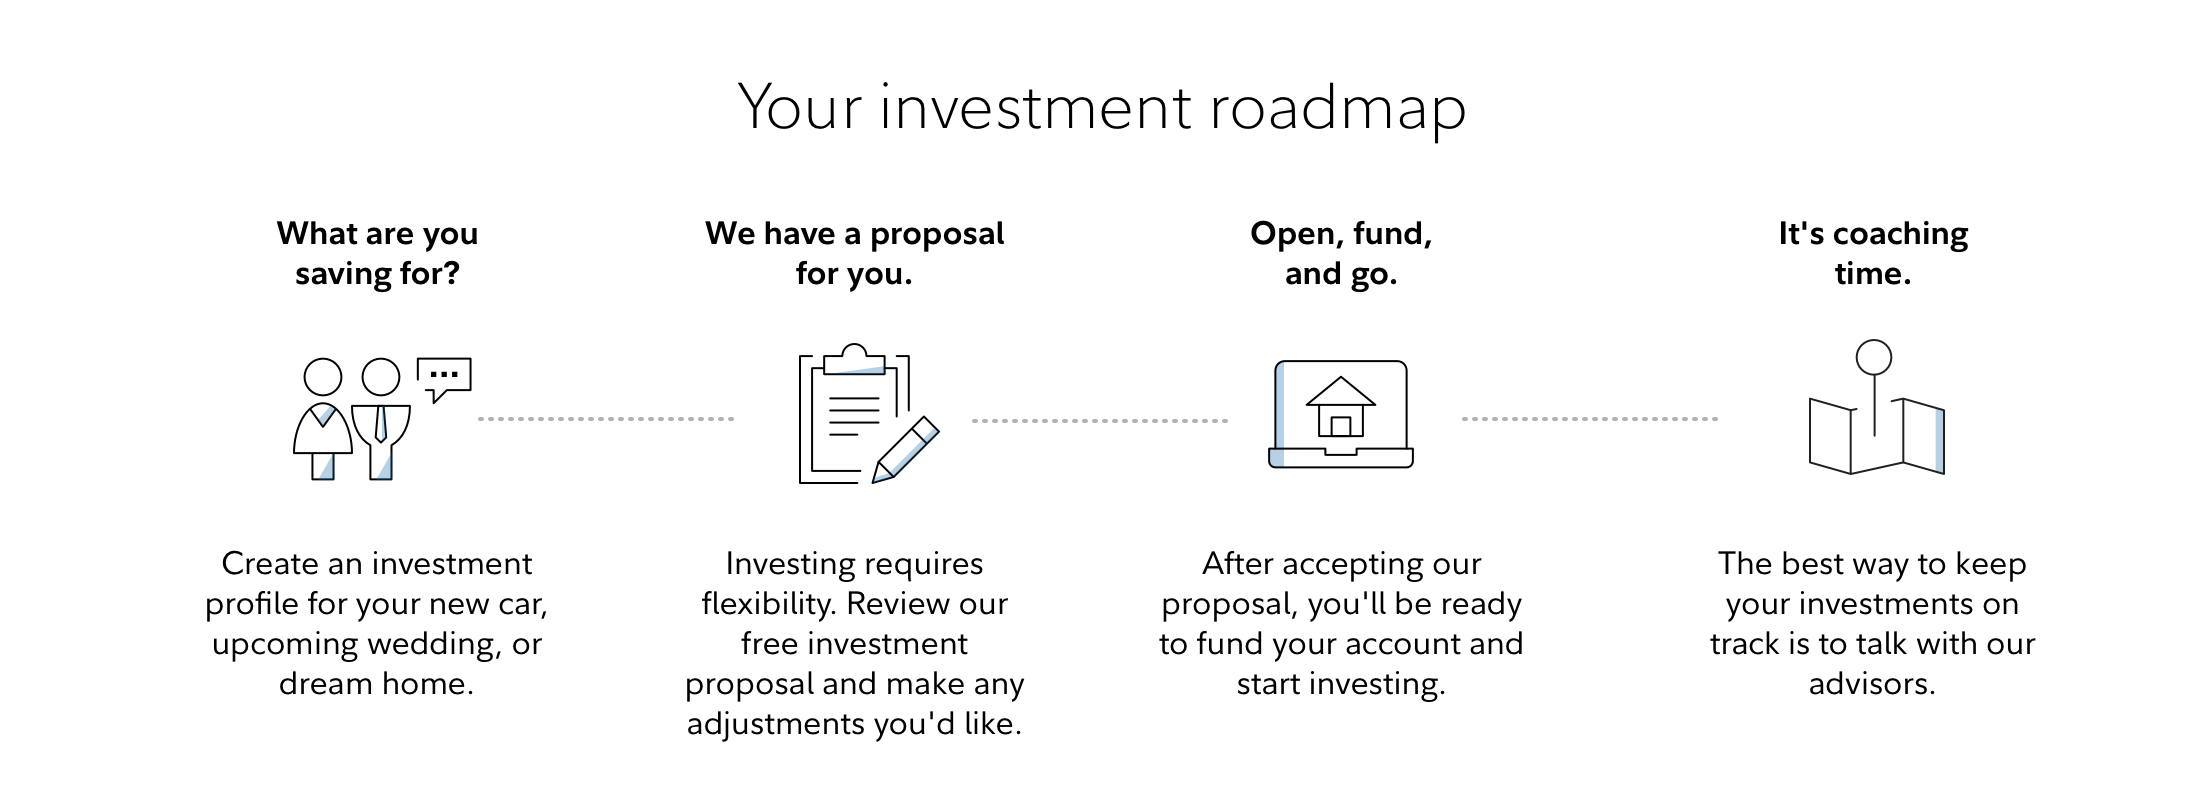 Your investment roadmap
What are you
saving for?
Create an investment
profile for your new car,
upcoming wedding, or
dream home.
We have a proposal
for you.
Investing requires
flexibility. Review our
free investment
proposal and make any
adjustments you'd like.
Open, fund,
and go.
After accepting our
proposal, you'll be ready
to fund your account and
start investing.
It's coaching
time.
The best way to keep
your investments on
track is to talk with our
advisors.